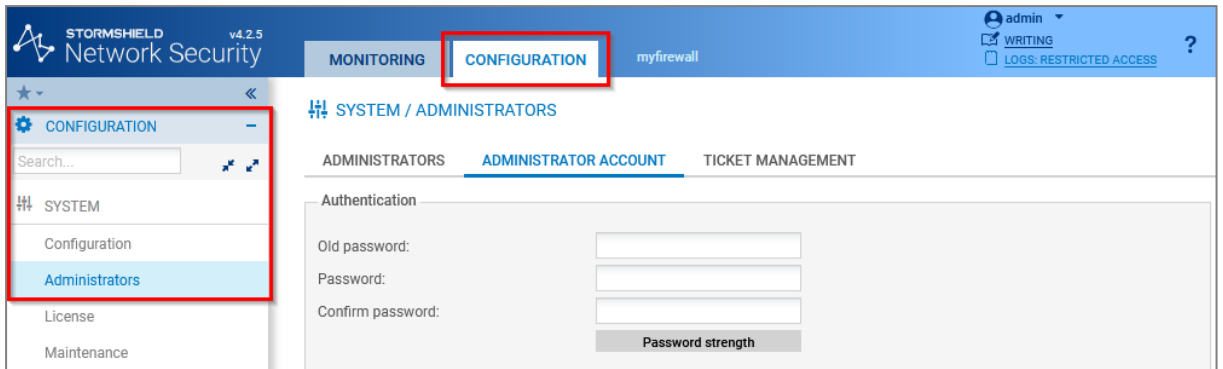 STORMSHIELD v4.2.5
Network Security
MONITORING
CONFIGURATION
myfirewall
admin
WRITING
LOGS: RESTRICTED ACCESS
?
CONFIGURATION
Search...
SYSTEM
Configuration
Administrators
License
Maintenance
SYSTEM / ADMINISTRATORS
ADMINISTRATORS ADMINISTRATOR ACCOUNT TICKET MANAGEMENT
Authentication
Old password:
Password:
Confirm password:
Password strength